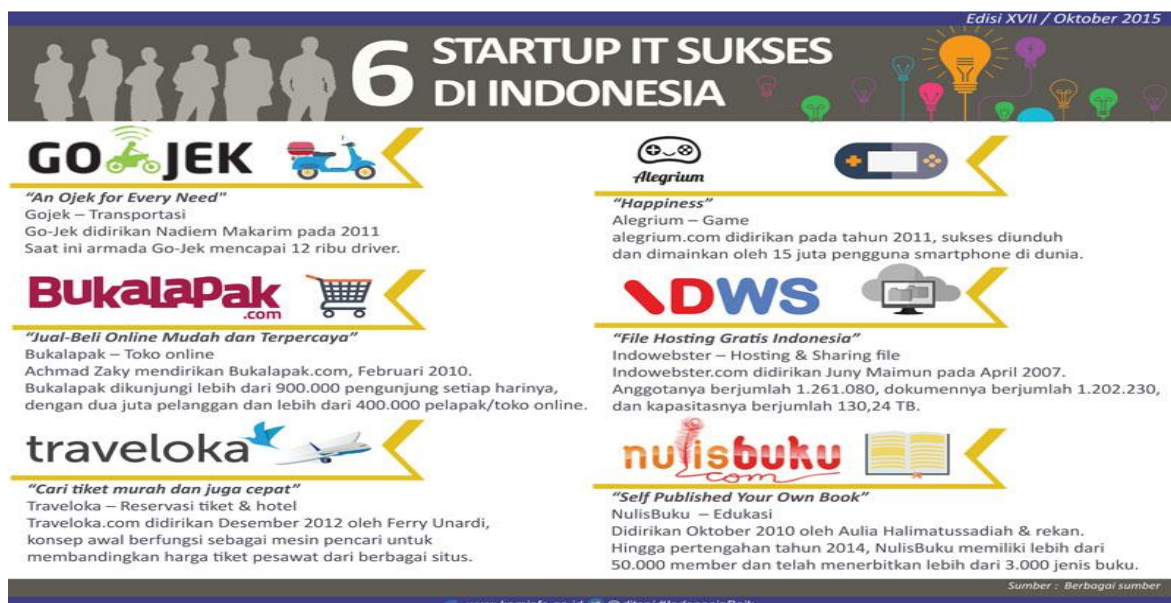 Edisi XVII / Oktober 2015
6 STARTUP IT SUKSES
DI INDONESIA
GO JEK
"An Ojek for Every Need"
Gojek – Transportasi
Go-Jek didirikan Nadiem Makarim pada 2011
Saat ini armada Go-Jek mencapai 12 ribu driver.
BukaLaPak
.com
"Jual-Beli Online Mudah dan Terpercaya"
Bukalapak – Toko online
Achmad Zaky mendirikan Bukalapak.com, Februari 2010.
Bukalapak dikunjungi lebih dari 900.000 pengunjung setiap harinya,
dengan dua juta pelanggan dan lebih dari 400.000 pelapak/toko online.
traveloka
"Cari tiket murah dan juga cepat"
Traveloka – Reservasi tiket & hotel
Traveloka.com didirikan Desember 2012 oleh Ferry Unardi,
konsep awal berfungsi sebagai mesin pencari untuk
membandingkan harga tiket pesawat dari berbagai situs.
Alegrium
"Happiness"
Alegrium – Game
alegrium.com didirikan pada tahun 2011, sukses diunduh
dan dimainkan oleh 15 juta pengguna smartphone di dunia.
IDWS
"File Hosting Gratis Indonesia"
Indowebster – Hosting & Sharing file
Indowebster.com didirikan Juny Maimun pada April 2007.
Anggotanya berjumlah 1.261.080, dokumennya berjumlah 1.202.230,
dan kapasitasnya berjumlah 130,24 TB.
nulisbuku
com
"Self Published Your Own Book"
NulisBuku – Edukasi
Didirikan Oktober 2010 oleh Aulia Halimatussadiah & rekan.
Hingga pertengahan tahun 2014, NulisBuku memiliki lebih dari
50.000 member dan telah menerbitkan lebih dari 3.000 jenis buku.
Sumber : Berbagai sumber